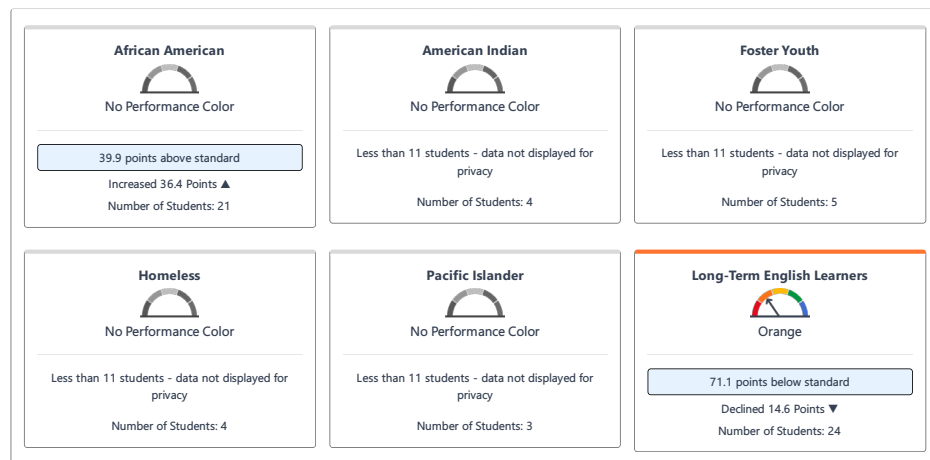 African American
No Performance Color
39.9 points above standard
Increased 36.4 Points ▲
Number of Students: 21
American Indian
No Performance Color
Less than 11 students - data not displayed for
privacy
Number of Students: 4
Foster Youth
No Performance Color
Less than 11 students - data not displayed for
privacy
Number of Students: 5
Homeless
No Performance Color
Less than 11 students - data not displayed for
privacy
Number of Students: 4
Pacific Islander
No Performance Color
Less than 11 students - data not displayed for
privacy
Number of Students: 3
Long-Term English Learners
Orange
71.1 points below standard
Declined 14.6 Points ▼
Number of Students: 24